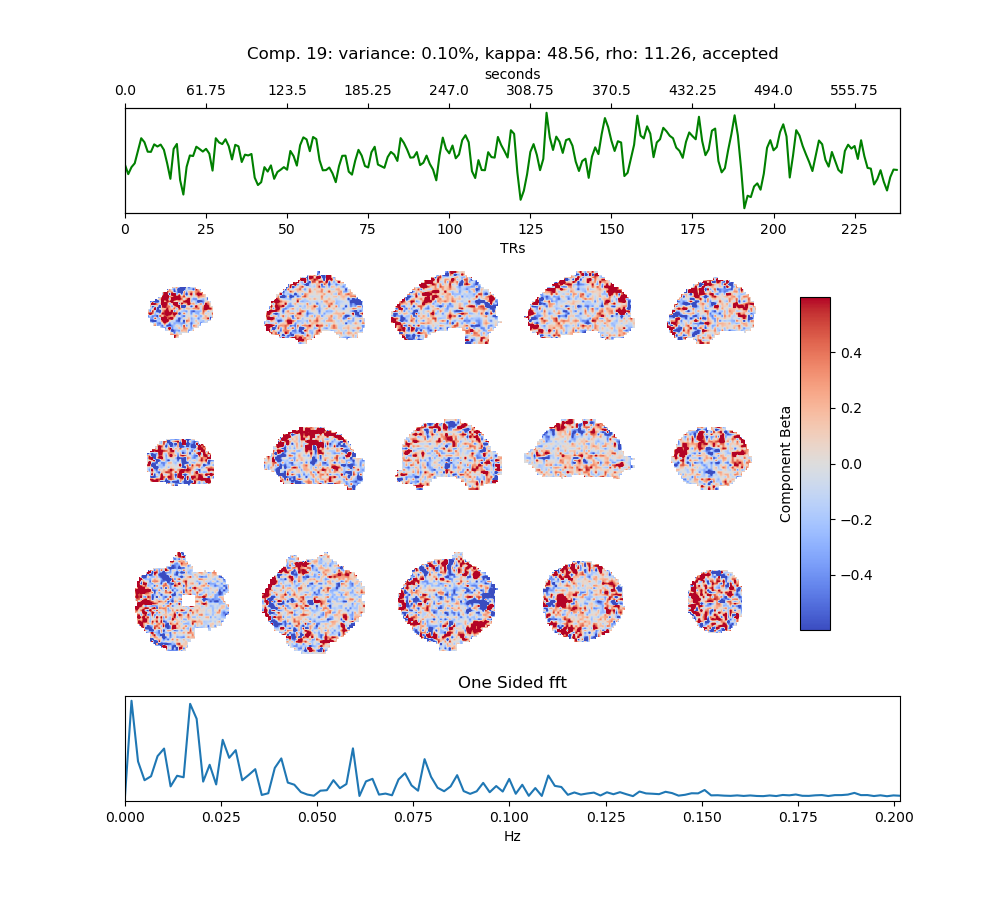 Comp. 19: variance: 0.10%, kappa: 48.56, rho: 11.26, accepted
seconds
0.0 61.75 123.5 185.25 247.0 308.75 370.5 432.25 494.0 555.75
0 25 50 75 100 125 150 175 200 225
TRs
Component Beta
0.4
0.2
0.0
−0.2
−0.4
One Sided fft
0.000 0.025 0.050 0.075 0.100 0.125 0.150 0.175 0.200
Hz